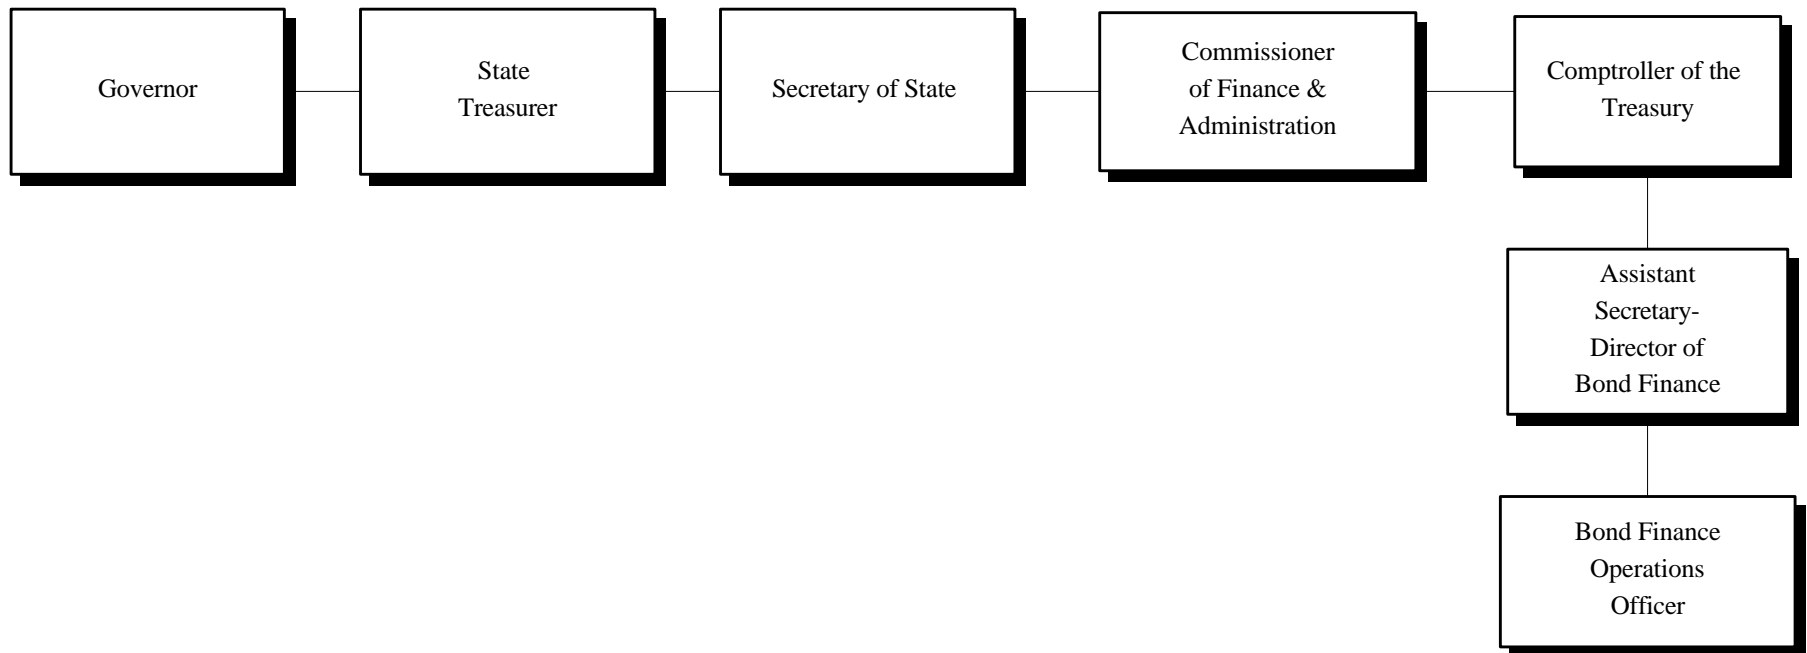 Governor
State
Treasurer
Secretary of State
Commissioner
of Finance &
Administration
Comptroller of the
Treasury
Assistant
Secretary-
Director of
Bond Finance
Bond Finance
Operations
Officer